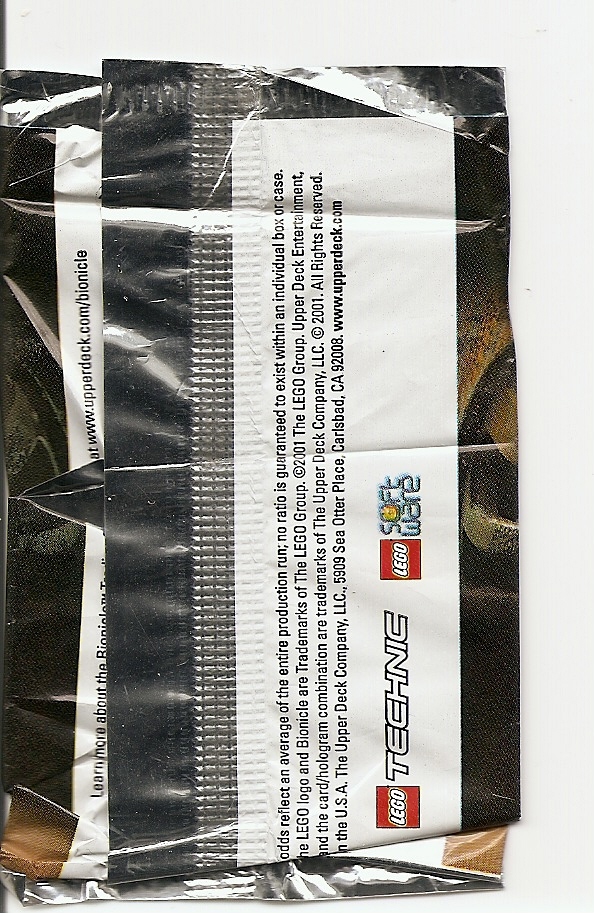 Learn more about the Bionicle at www.upperdeck.com/bionicle
odds reflect an average of the entire production run; no ratio is guaranteed to exist within an individual box or case.
he LEGO logo and Bionicle are Trademarks of The LEGO Group. ©2001 The LEGO Group. Upper Deck Entertainment,
nd the card/hologram combination are trademarks of The Upper Deck Company, LLC. © 2001. All Rights Reserved.
n the U.S.A. The Upper Deck Company, LLC., 5909 Sea Otter Place, Carlsbad, CA 92008. www.upperdeck.com
LEGO TECHNIC LEGO software